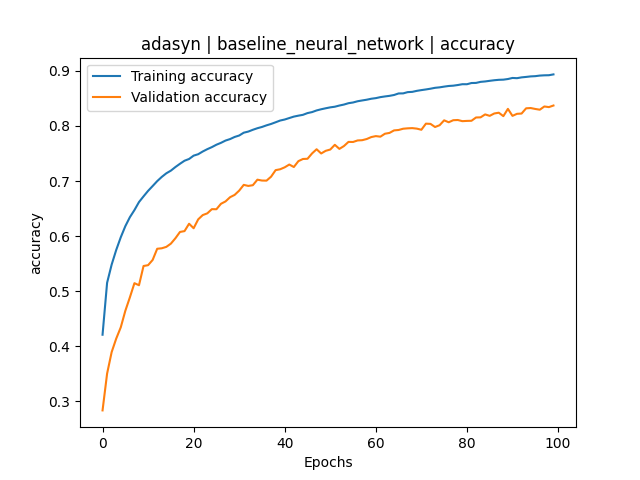 adasyn | baseline_neural_network | accuracy
Training accuracy
Validation accuracy
accuracy
0.9
0.8
0.7
0.6
0.5
0.4
0.3
0 20 40 60 80 100
Epochs